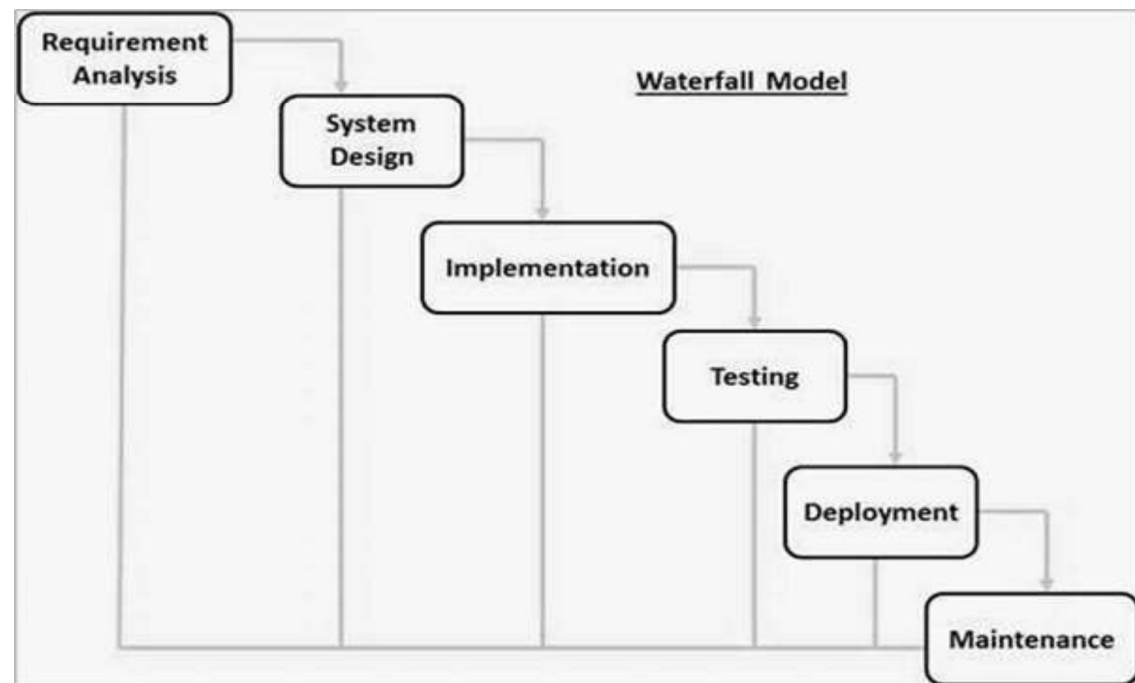 Requirement
Analysis
Waterfall Model
System
Design
Implementation
Testing
Deployment
Maintenance